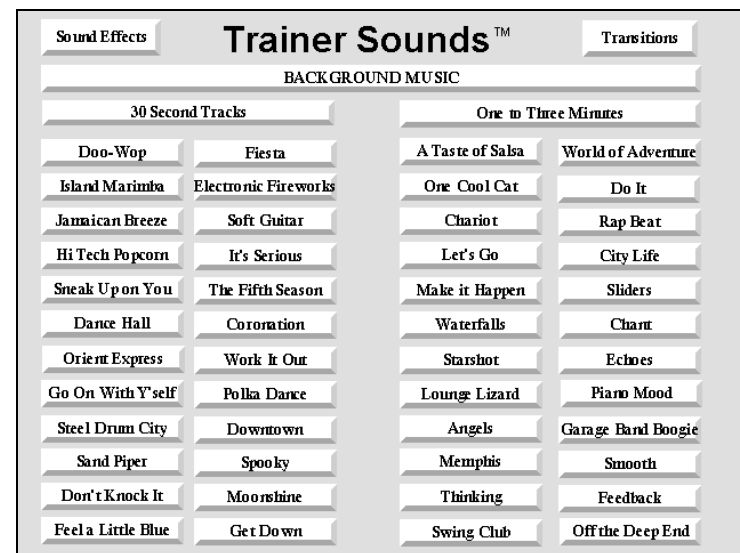 Sound Effects
Trainer Sounds™
Transitions
BACKGROUND MUSIC
30 Second Tracks
One to Three Minutes
Doo-Wop
Fiesta
A Taste of Salsa
World of Adventure
Island Marimba
Electronic Fireworks
One Cool Cat
Do It
Jamaican Breeze
Soft Guitar
Chariot
Rap Beat
Hi Tech Popcorn
It's Serious
Let's Go
City Life
Sneak Upon You
The Fifth Season
Make it Happen
Sliders
Dance Hall
Coronation
Waterfalls
Chant
Orient Express
Work It Out
Starshot
Echoes
Go On With Y'self
Polka Dance
Lounge Lizard
Piano Mood
Steel Drum City
Downtown
Angels
Garage Band Boogie
Sand Piper
Spooky
Memphis
Smooth
Don't Knock It
Moonshine
Thinking
Feedback
Feel a Little Blue
Get Down
Swing Club
Off the Deep End